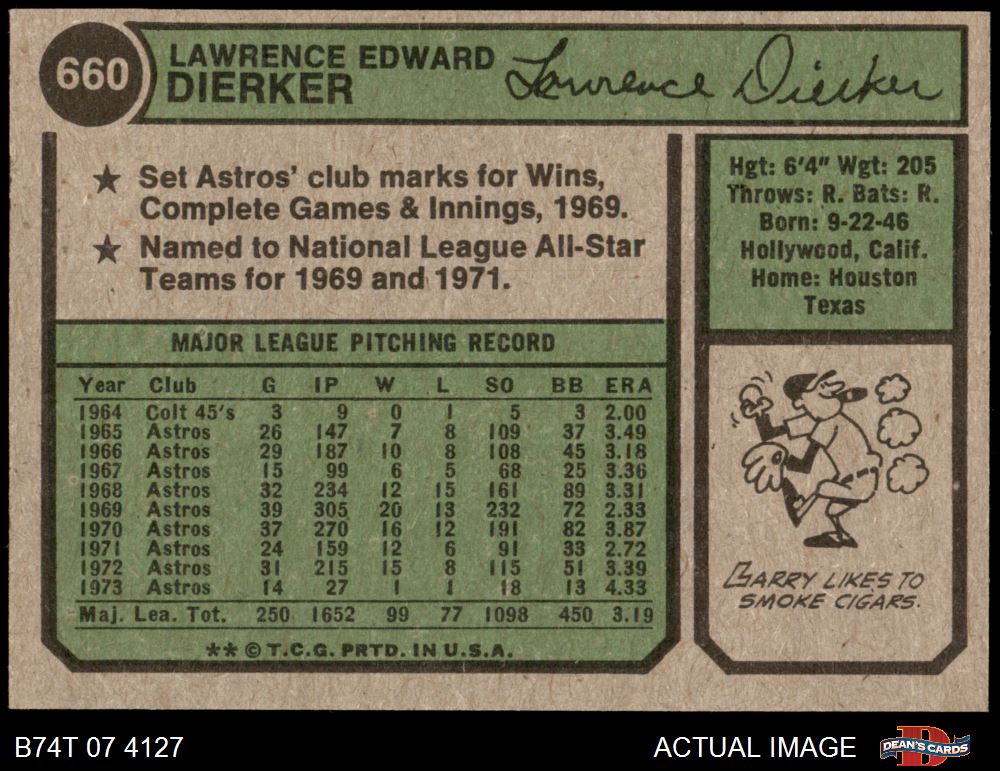 660
LAWRENCE EDWARD
DIERKER
Lawrence Dierker
★ Set Astros' club marks for Wins,
Complete Games & Innings, 1969.
★ Named to National League All-Star
Teams for 1969 and 1971.
Hgt: 6'4" Wgt: 205
Throws: R. Bats: R.
Born: 9-22-46
Hollywood, Calif.
Home: Houston
Texas
MAJOR LEAGUE PITCHING RECORD
Year Club G IP W L SO BB ERA
1964 Colt 45's 3 9 0 1 5 3 2.00
1965 Astros 26 147 7 8 109 37 3.49
1966 Astros 29 187 10 8 108 45 3.18
1967 Astros 15 99 6 5 68 25 3.36
1968 Astros 32 234 12 15 161 89 3.31
1969 Astros 39 305 20 13 232 72 2.33
1970 Astros 37 270 16 12 191 82 3.87
1971 Astros 24 159 12 6 91 33 2.72
1972 Astros 31 215 15 8 115 51 3.39
1973 Astros 14 27 1 1 18 13 4.33
Maj. Lea. Tot. 250 1652 99 77 1098 450 3.19
** © T.C.G. PRTD. IN U.S.A.
BARRY LIKES TO
SMOKE CIGARS.
B74T 07 4127
ACTUAL IMAGE
DEAN'S CARDS